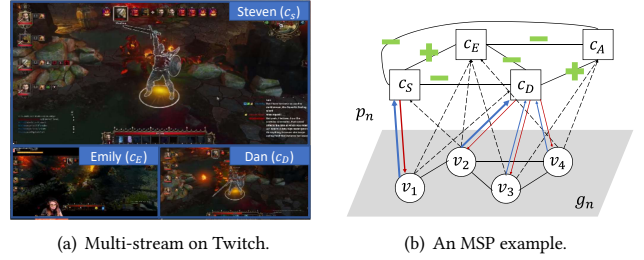 Steven (c_S)
Emily (c_E)
Dan (c_D)
(a) Multi-stream on Twitch.
c_E
c_A
c_S
c_D
p_n
v_2
v_4
v_1
v_3
g_n
(b) An MSP example.